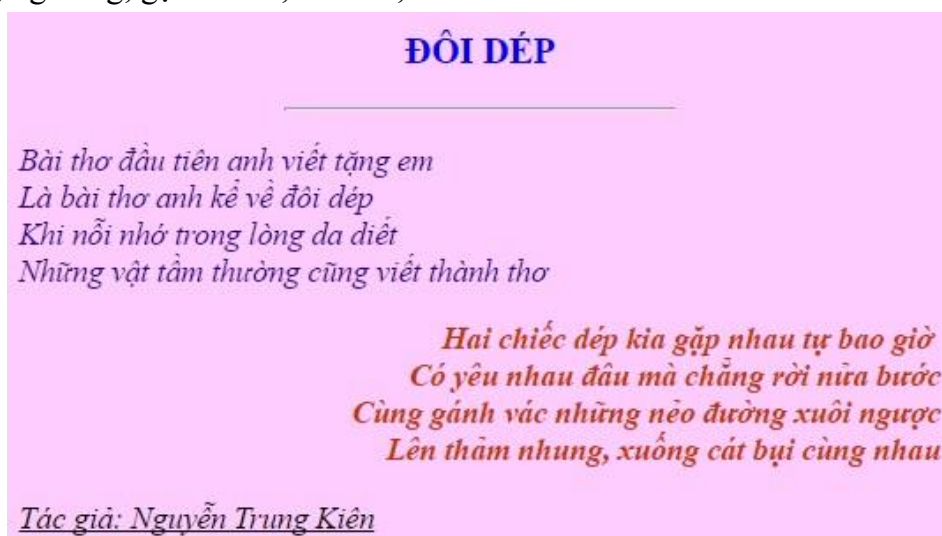 ĐÔI DÉP
Bài thơ đầu tiên anh viết tặng em
Là bài thơ anh kể về đôi dép
Khi nỗi nhớ trong lòng da diết
Những vật tầm thường cũng viết thành thơ
Hai chiếc dép kia gặp nhau tự bao giờ
Có yêu nhau đâu mà chẳng rời nửa bước
Cùng gánh vác những nẻo đường xuôi ngược
Lên thảm nhung, xuống cát bụi cùng nhau
Tác giả: Nguyễn Trung Kiên